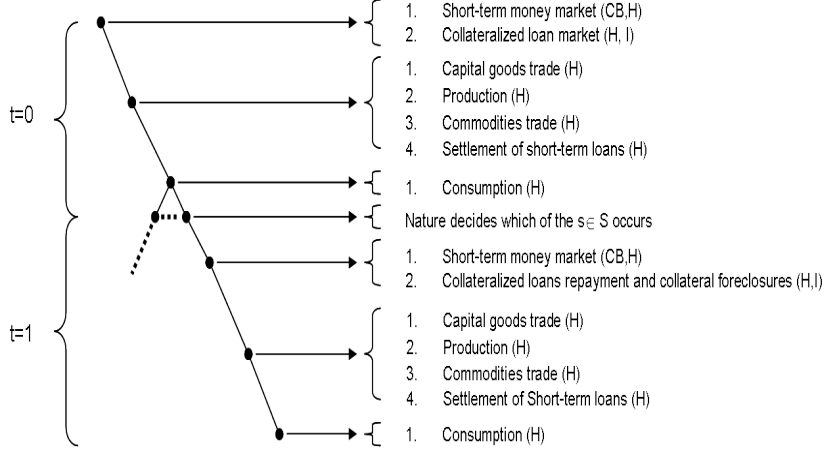 1. Short-term money market (CB,H)
2. Collateralized loan market (H, I)
t=0
1. Capital goods trade (H)
2. Production (H)
3. Commodities trade (H)
4. Settlement of short-term loans (H)
1. Consumption (H)
Nature decides which of the s∈ S occurs
t=1
1. Short-term money market (CB,H)
2. Collateralized loans repayment and collateral foreclosures (H,I)
1. Capital goods trade (H)
2. Production (H)
3. Commodities trade (H)
4. Settlement of Short-term loans (H)
1. Consumption (H)